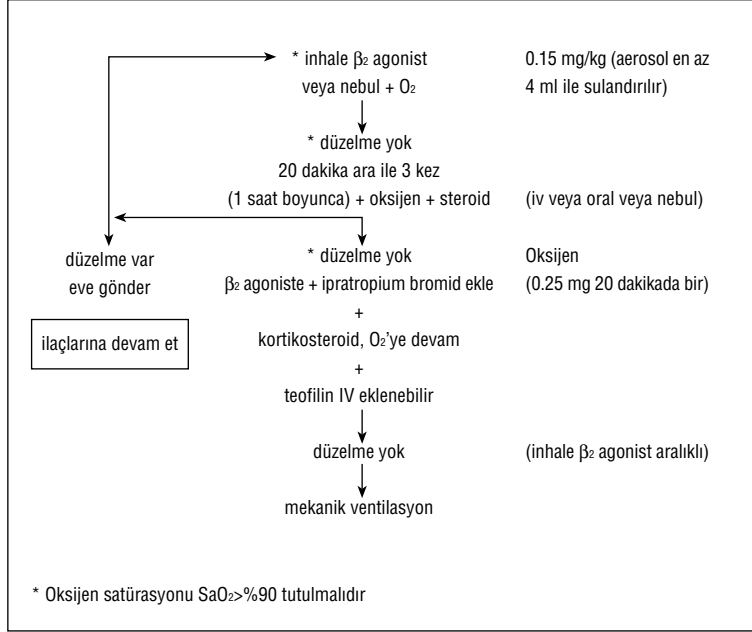 * inhale β₂ agonist 0.15 mg/kg (aerosol en az
veya nebul + O₂ 4 ml ile sulandırılır)
* düzelme yok
20 dakika ara ile 3 kez
(1 saat boyunca) + oksijen + steroid (iv veya oral veya nebul)
düzelme var
eve gönder
ilaçlarına devam et
* düzelme yok Oksijen
β₂ agoniste + ipratropium bromid ekle (0.25 mg 20 dakikada bir)
+
kortikosteroid, O₂'ye devam
+
teofilin IV eklenebilir
düzelme yok (inhale β₂ agonist aralıklı)
mekanik ventilasyon
* Oksijen satürasyonu SaO₂>%90 tutulmalıdır